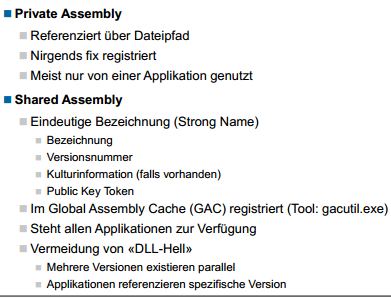 Private Assembly
Referenziert über Dateipfad
Nirgends fix registriert
Meist nur von einer Applikation genutzt
Shared Assembly
Eindeutige Bezeichnung (Strong Name)
Bezeichnung
Versionsnummer
Kulturinformation (falls vorhanden)
Public Key Token
Im Global Assembly Cache (GAC) registriert (Tool: gacutil.exe)
Steht allen Applikationen zur Verfügung
Vermeidung von «DLL-Hell»
Mehrere Versionen existieren parallel
Applikationen referenzieren spezifische Version